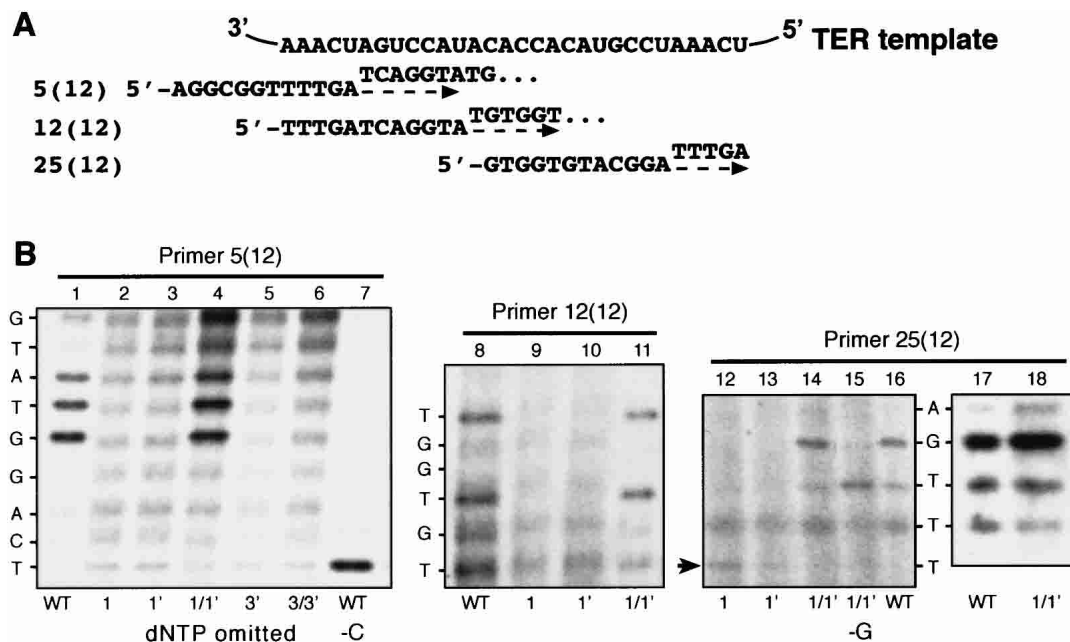 A
3' AAACUAGUCCAUACACCACAUGCCUAAACU 5' TER template
5(12) 5'-AGGCGGTTTTGA TCAGGTATG...
12(12) 5'-TTTGATCAGGTA TGTGGT...
25(12) 5'-GTGGTGTACGGA TTTGA
B
Primer 5(12)
1 2 3 4 5 6 7
G
T
A
T
G
G
A
C
T
WT 1 1' 1/1' 3' 3/3' WT
dNTP omitted -C
Primer 12(12)
8 9 10 11
T
G
G
T
G
T
1 1' 1/1'
Primer 25(12)
12 13 14 15 16 17 18
A
G
T
T
T
1 1' 1/1' 1/1' WT
-G
WT 1/1'